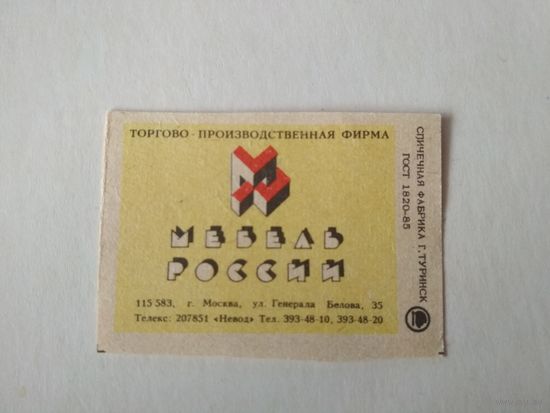 ТОРГОВО-ПРОИЗВОДСТВЕННАЯ ФИРМА
МЕБЕЛЬ
РОССИИ
115 583, г. Москва, ул. Генерала Белова, 35
Телекс: 207851 «Невод» Тел. 393-48-10, 393-48-20
СПИЧЕЧНАЯ ФАБРИКА Г. ТУРИНСК
ГОСТ 1820-85